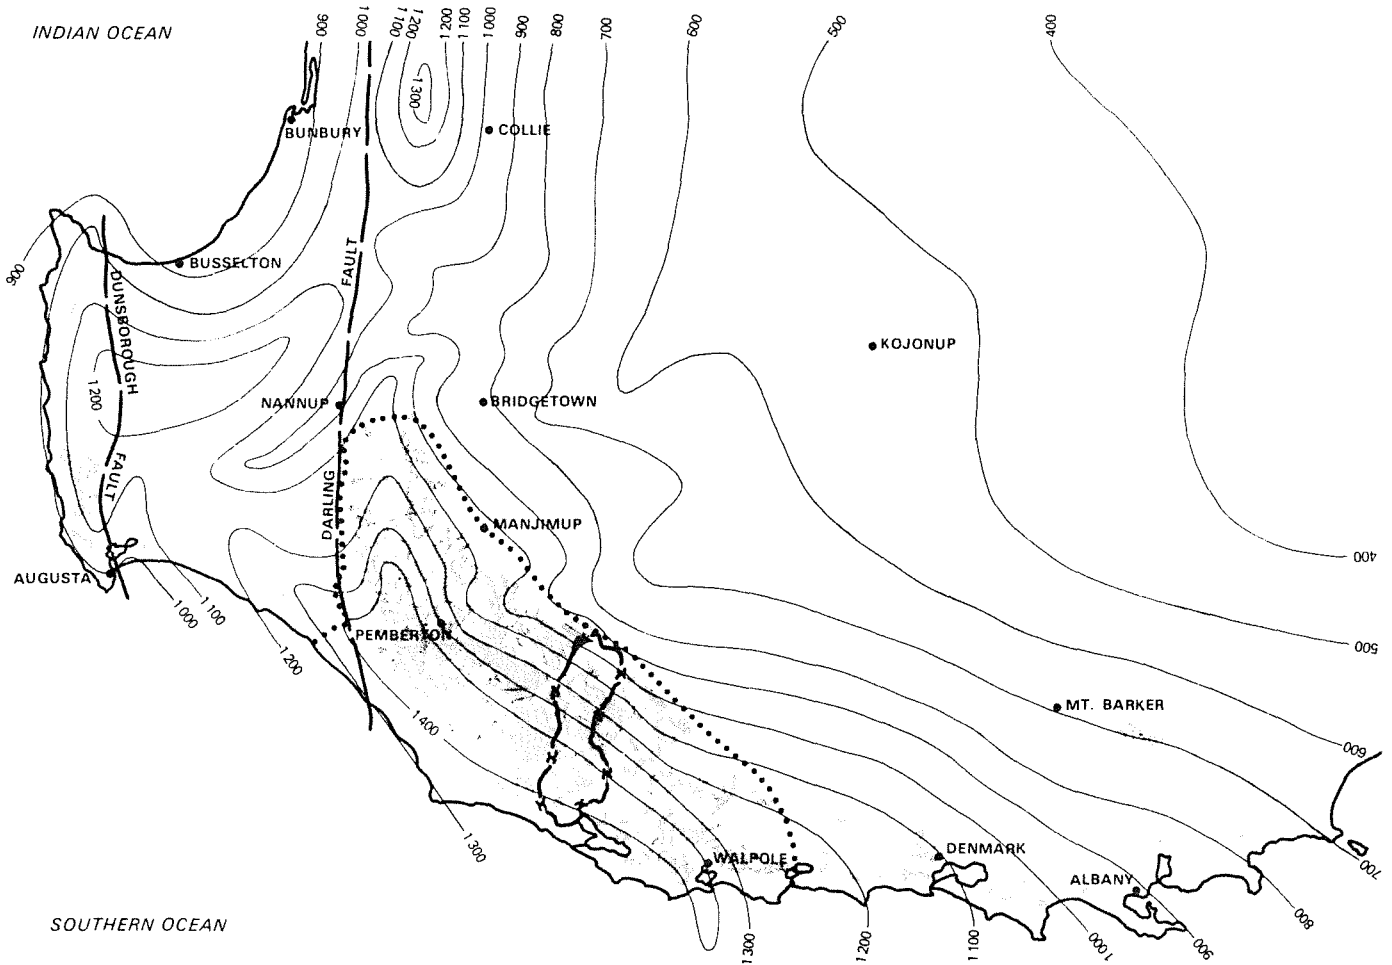 INDIAN OCEAN
900
1000
1100
1200
1200
1100
1000
900
800
700
600
500
400
1300
BUNBURY
COLLIE
900
BUSSELTON
FAULT
DUNSBOROUGH
KOJONUP
1200
NANNUP
BRIDGETOWN
FAULT
DARLING
MANJIMUP
400
AUGUSTA
1000
1100
PEMBERTON
1200
500
1400
MT. BARKER
600
1300
WALPOLE
DENMARK
ALBANY
700
800
SOUTHERN OCEAN
1300
1200
1100
1000
900